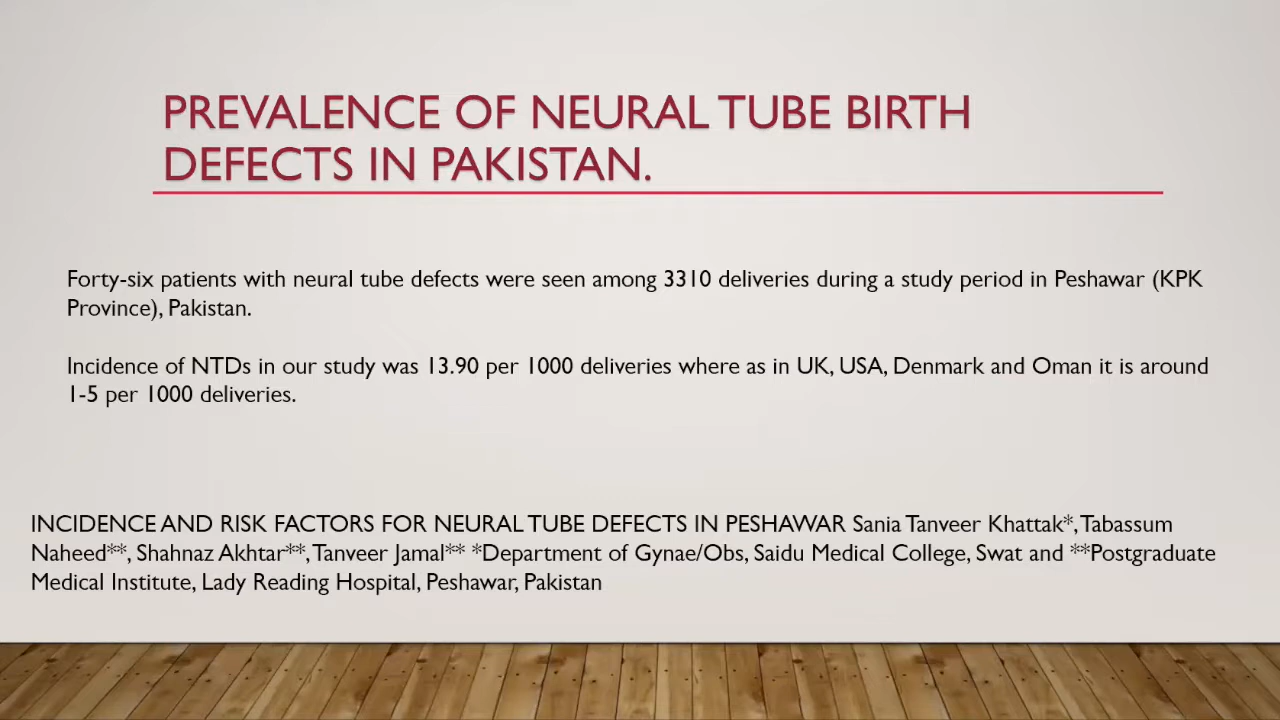 PREVALENCE OF NEURAL TUBE BIRTH
DEFECTS IN PAKISTAN.
Forty-six patients with neural tube defects were seen among 3310 deliveries during a study period in Peshawar (KPK
Province), Pakistan.
Incidence of NTDs in our study was 13.90 per 1000 deliveries where as in UK, USA, Denmark and Oman it is around
1-5 per 1000 deliveries.
INCIDENCE AND RISK FACTORS FOR NEURAL TUBE DEFECTS IN PESHAWAR Sania Tanveer Khattak*, Tabassum
Naheed**, Shahnaz Akhtar**, Tanveer Jamal** *Department of Gynae/Obs, Saidu Medical College, Swat and **Postgraduate
Medical Institute, Lady Reading Hospital, Peshawar, Pakistan